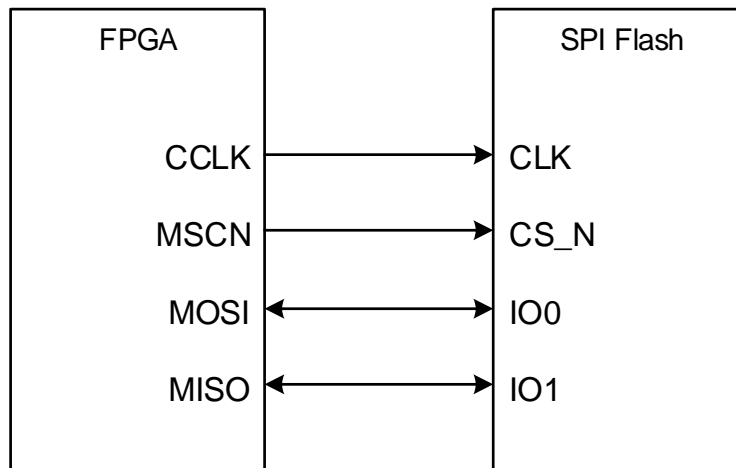 FPGA
SPI Flash
CCLK
CLK
MSCN
CS_N
MOSI
IO0
MISO
IO1